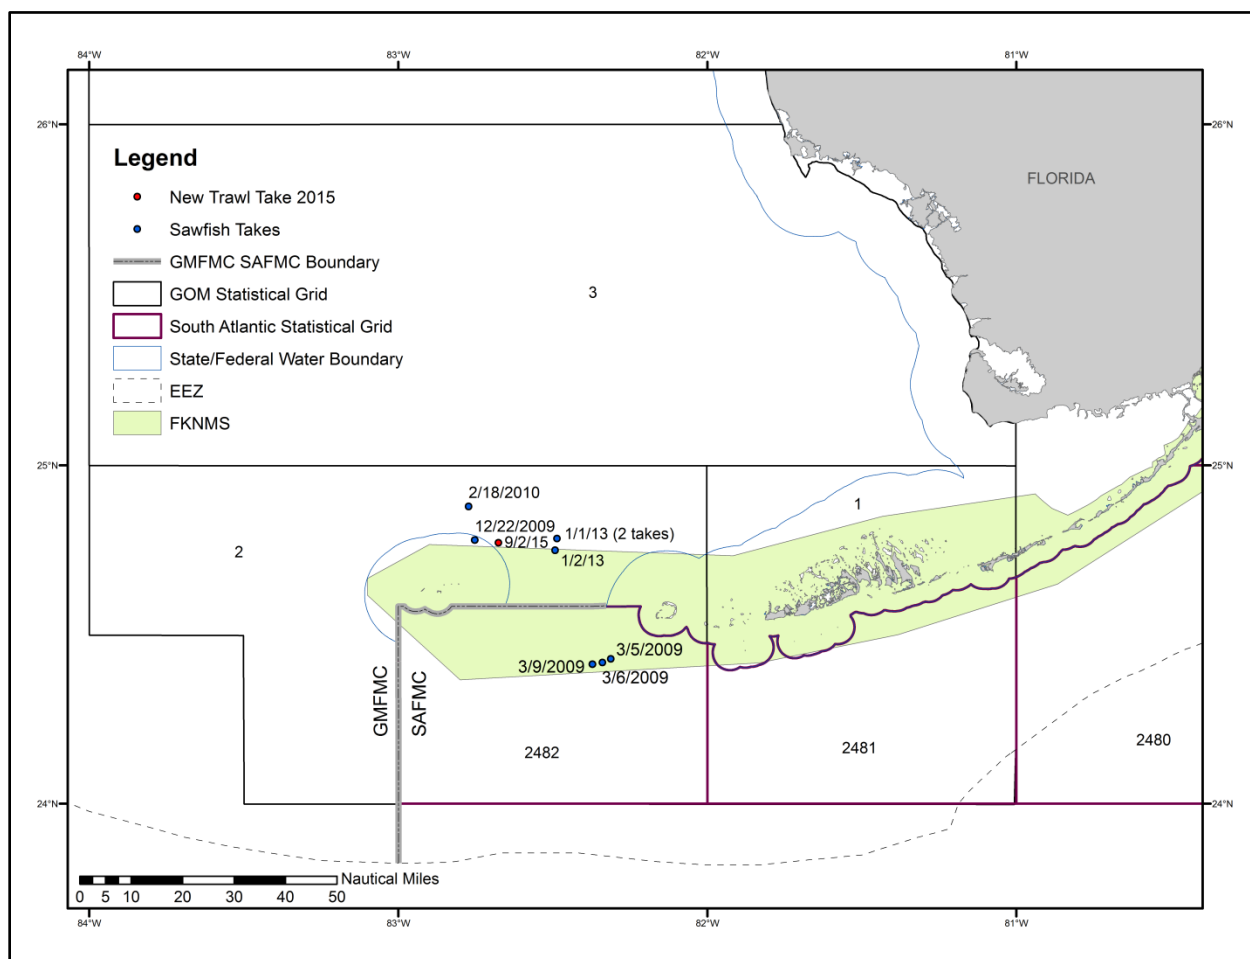 84°W 83°W 82°W 81°W
26°N 26°N
Legend
New Trawl Take 2015
Sawfish Takes
GMFMC SAFMC Boundary
GOM Statistical Grid
South Atlantic Statistical Grid
State/Federal Water Boundary
EEZ
FKNMS
FLORIDA
3
25°N 25°N
2/18/2010
1
12/22/2009
1/1/13 (2 takes)
9/2/15
2
1/2/13
3/5/2009
3/9/2009
3/6/2009
GMFMC
SAFMC
2482
2481
2480
24°N 24°N
Nautical Miles
0 5 10 20 30 40 50
84°W 83°W 82°W 81°W